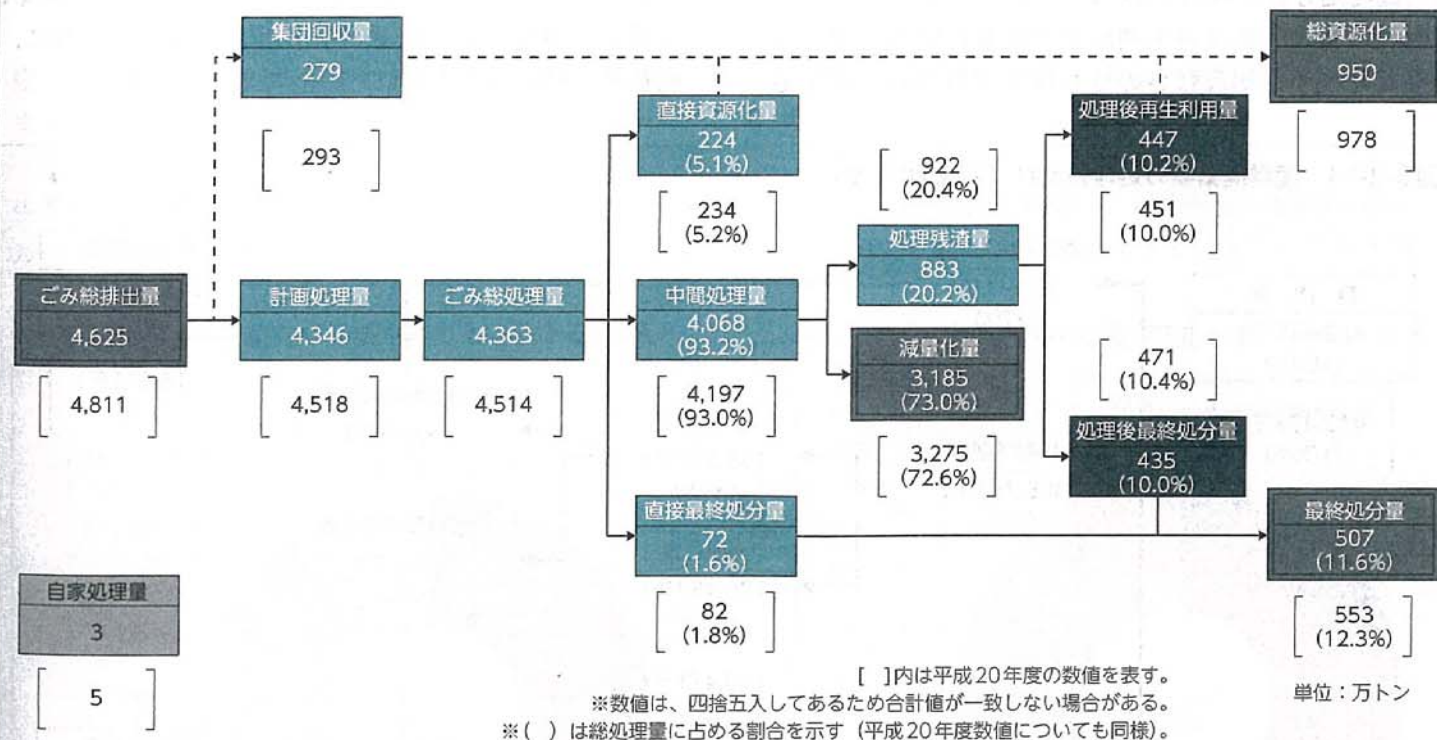 集団回収量
279
293
総資源化量
950
978
直接資源化量
224
(5.1%)
234
(5.2%)
処理後再生利用量
447
(10.2%)
451
(10.0%)
922
(20.4%)
処理残渣量
883
(20.2%)
ごみ総排出量
4,625
4,811
計画処理量
4,346
4,518
ごみ総処理量
4,363
4,514
中間処理量
4,068
(93.2%)
4,197
(93.0%)
減量化量
3,185
(73.0%)
3,275
(72.6%)
471
(10.4%)
処理後最終処分量
435
(10.0%)
直接最終処分量
72
(1.6%)
82
(1.8%)
最終処分量
507
(11.6%)
553
(12.3%)
自家処理量
3
5
[ ]内は平成20年度の数値を表す。
単位:万トン
※数値は、四捨五入してあるため合計値が一致しない場合がある。
※( )は総処理量に占める割合を示す(平成20年度数値についても同様)。